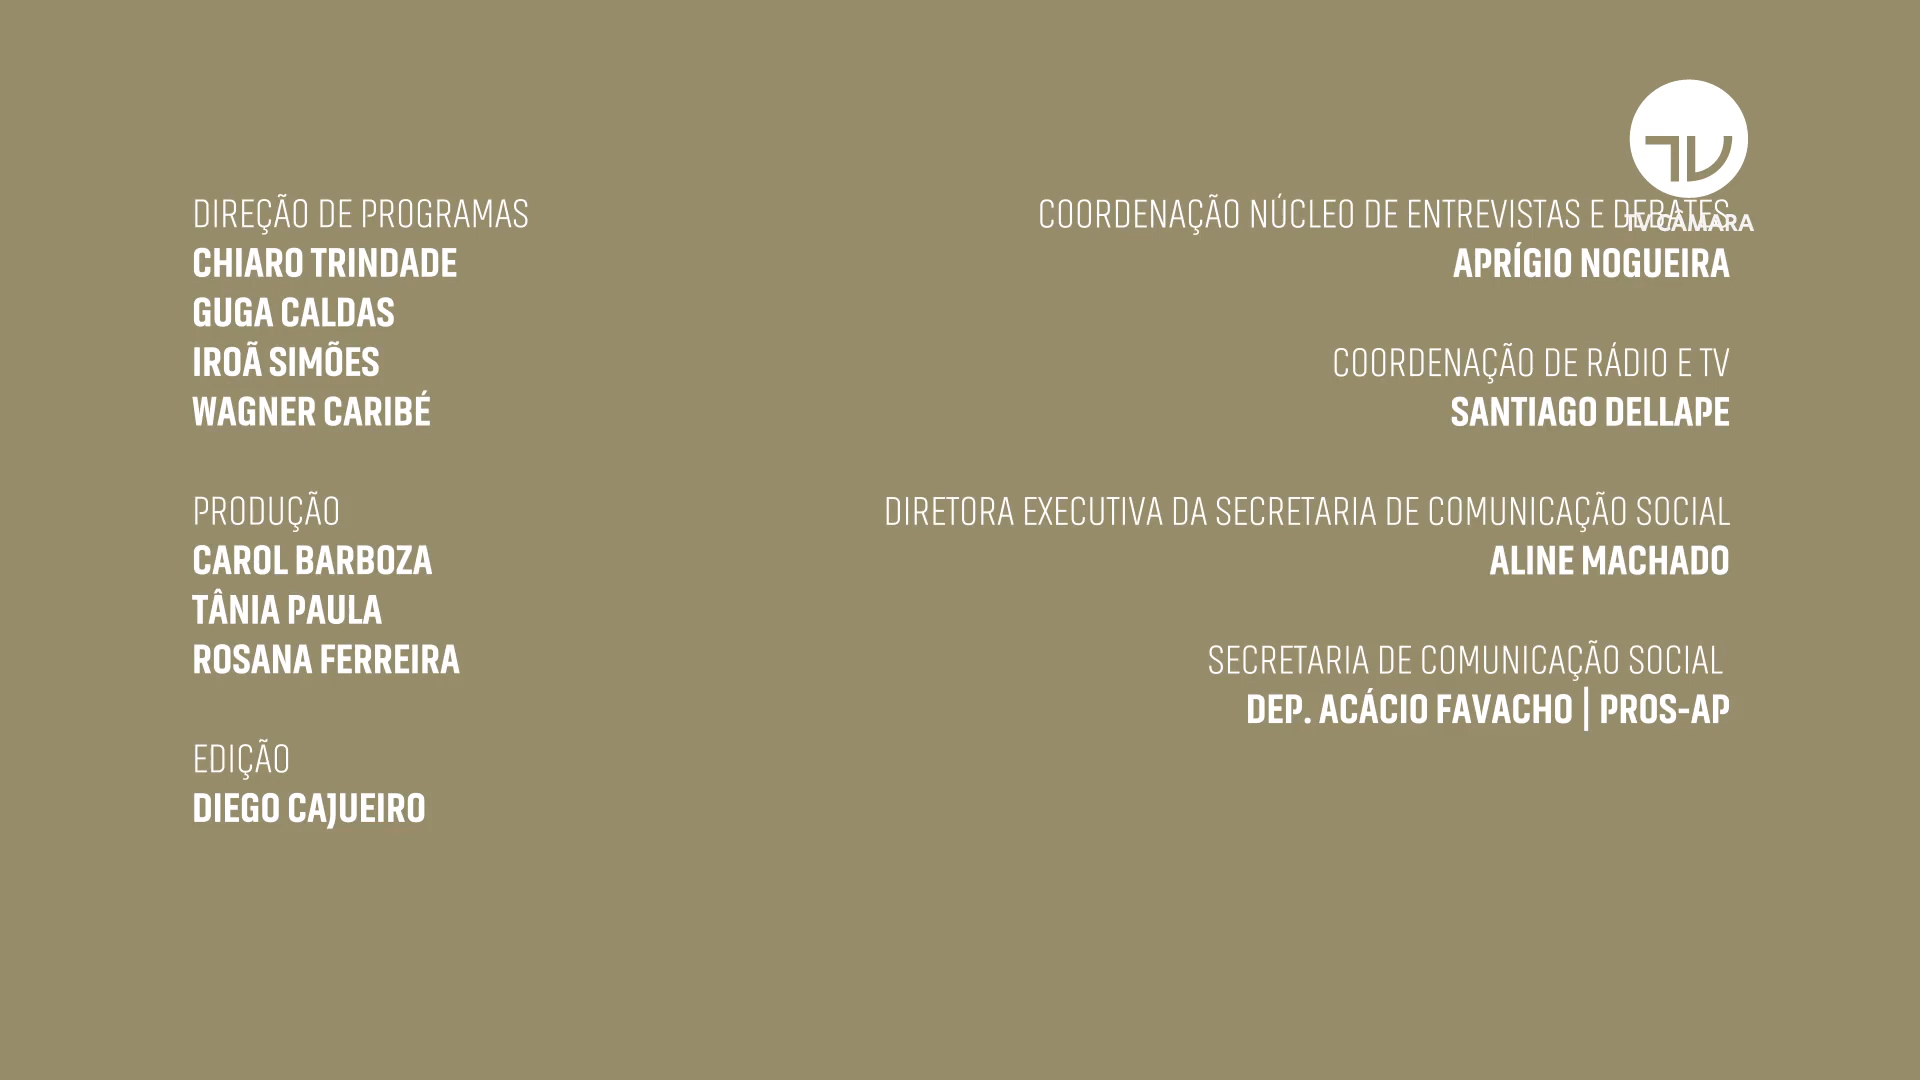 DIREÇÃO DE PROGRAMAS
CHIARO TRINDADE
GUGA CALDAS
IROÃ SIMÕES
WAGNER CARIBÉ
PRODUÇÃO
CAROL BARBOZA
TÂNIA PAULA
ROSANA FERREIRA
EDIÇÃO
DIEGO CAJUEIRO
TV
TV CÂMARA
COORDENAÇÃO NÚCLEO DE ENTREVISTAS E DEBATES
APRÍGIO NOGUEIRA
COORDENAÇÃO DE RÁDIO E TV
SANTIAGO DELLAPE
DIRETORA EXECUTIVA DA SECRETARIA DE COMUNICAÇÃO SOCIAL
ALINE MACHADO
SECRETARIA DE COMUNICAÇÃO SOCIAL
DEP. ACÁCIO FAVACHO | PROS-AP